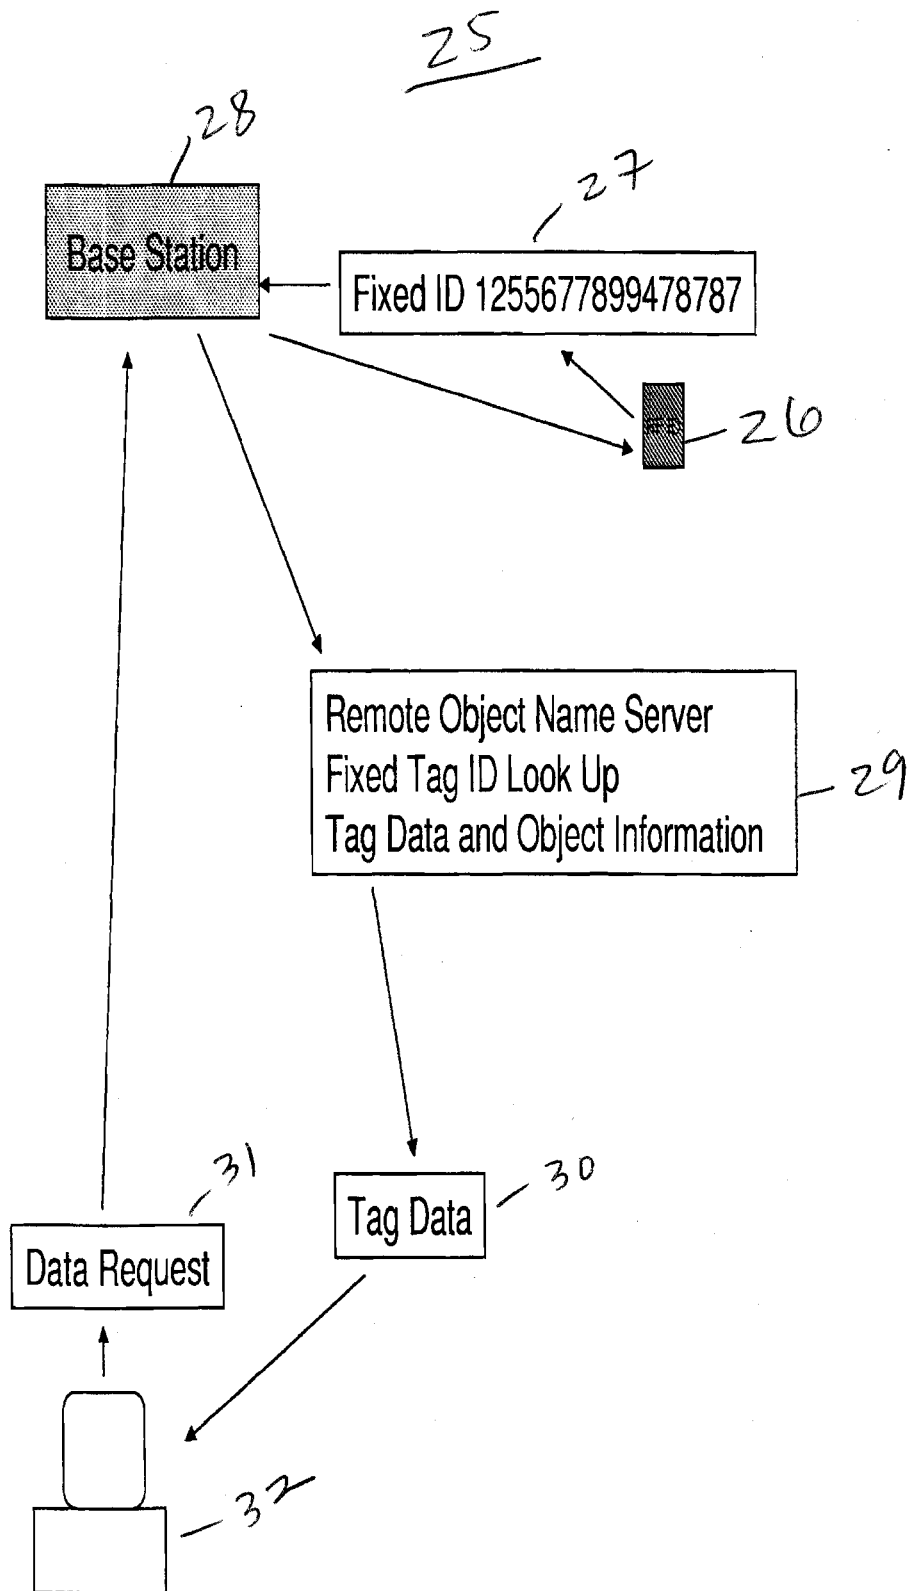 25
28
27
Base Station
Fixed ID 1255677899478787
26
Remote Object Name Server
Fixed Tag ID Look Up
Tag Data and Object Information
29
31
30
Tag Data
Data Request
32